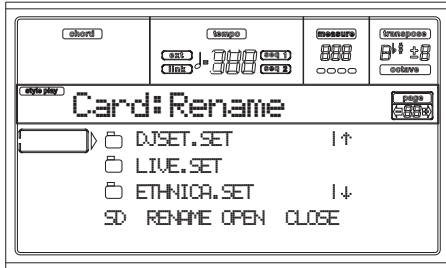 chord tempo measure transpose
ext link seq 1 seq 2 octave
style play Card:Rename page
DJSET.SET
LIVE.SET
ETHNICA.SET
SD RENAME OPEN CLOSE